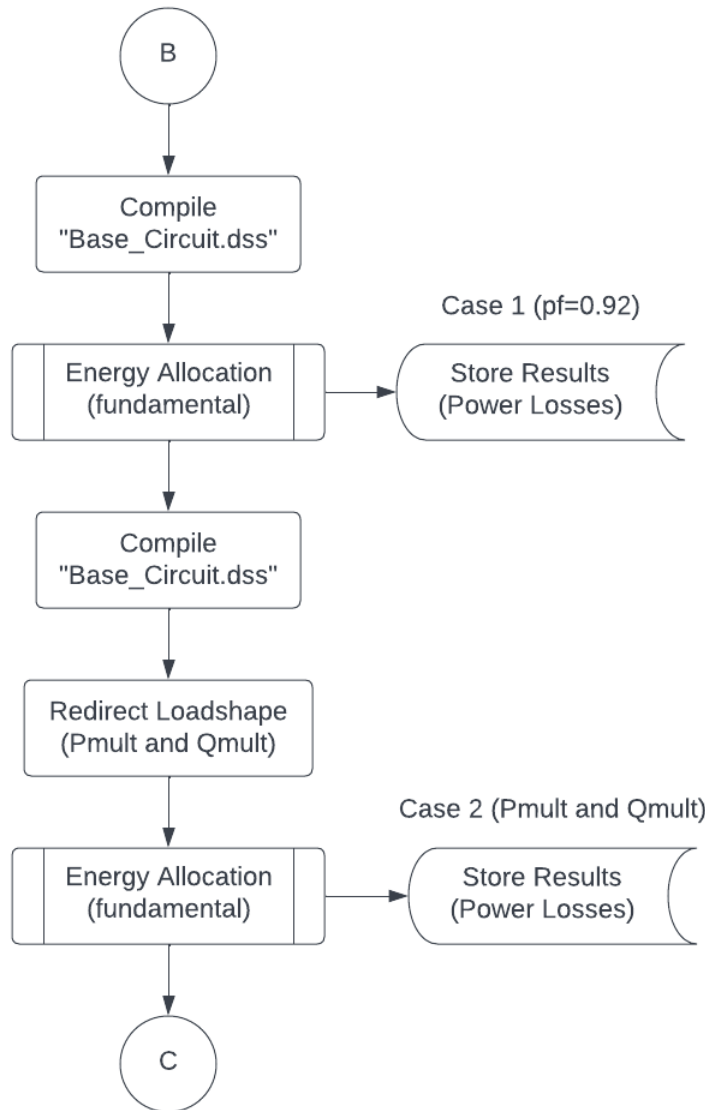 B
Compile
"Base_Circuit.dss"
Case 1 (pf=0.92)
Energy Allocation
(fundamental)
Store Results
(Power Losses)
Compile
"Base_Circuit.dss"
Redirect Loadshape
(Pmult and Qmult)
Case 2 (Pmult and Qmult)
Energy Allocation
(fundamental)
Store Results
(Power Losses)
C